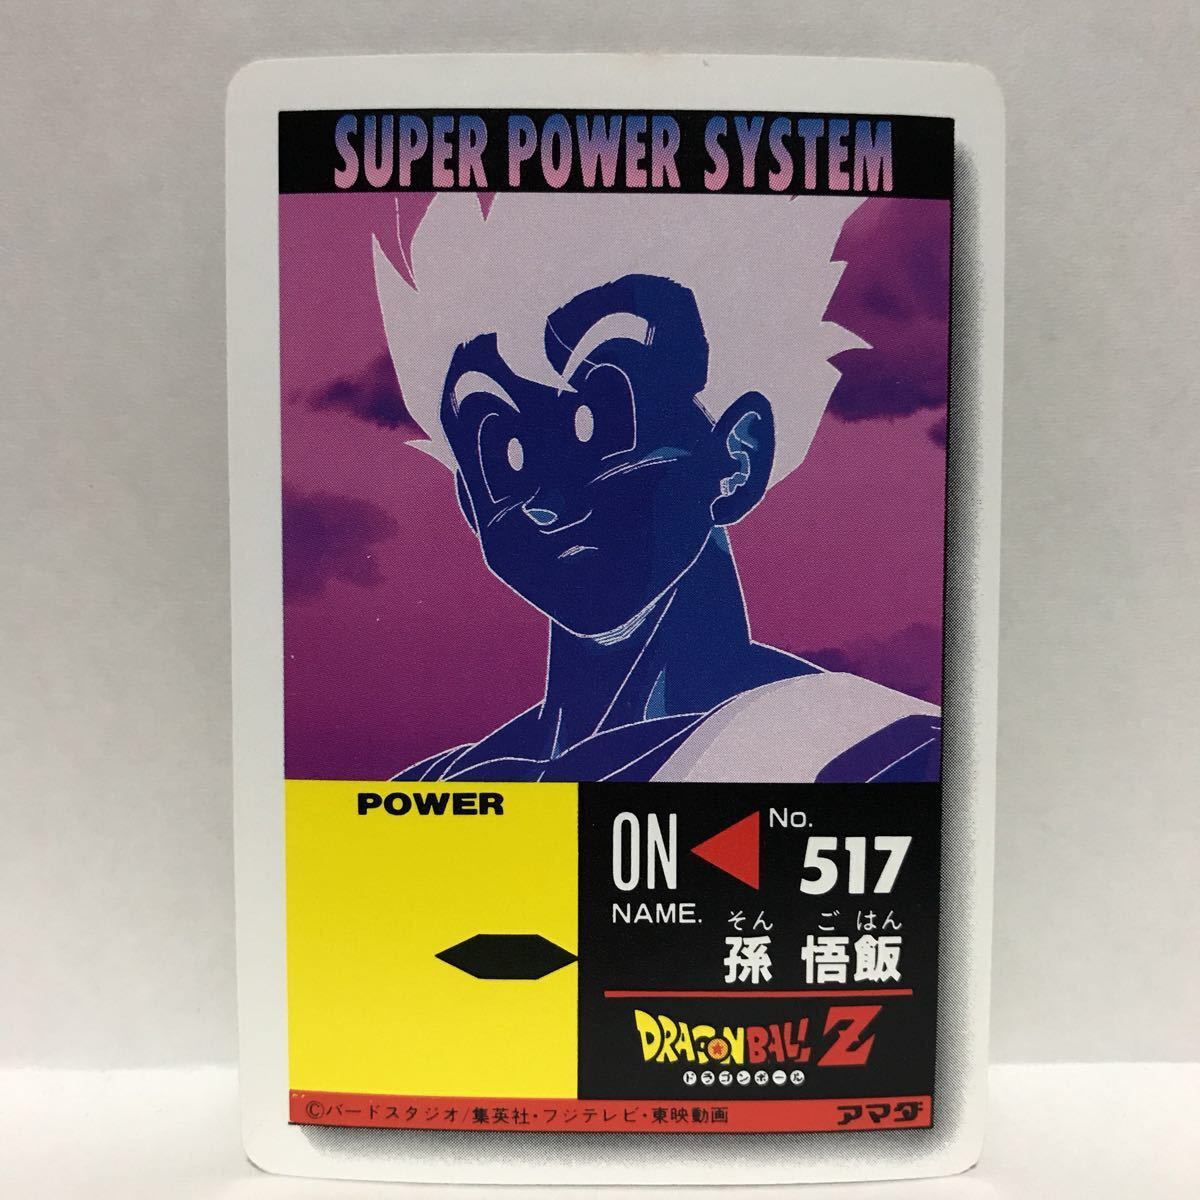 SUPER POWER SYSTEM
POWER
ON
No.
517
NAME.
そん ご はん
孫 悟飯
DRAGONBALL Z
ドラゴンボール
©バードスタジオ/集英社・フジテレビ・東映動画
アマダ